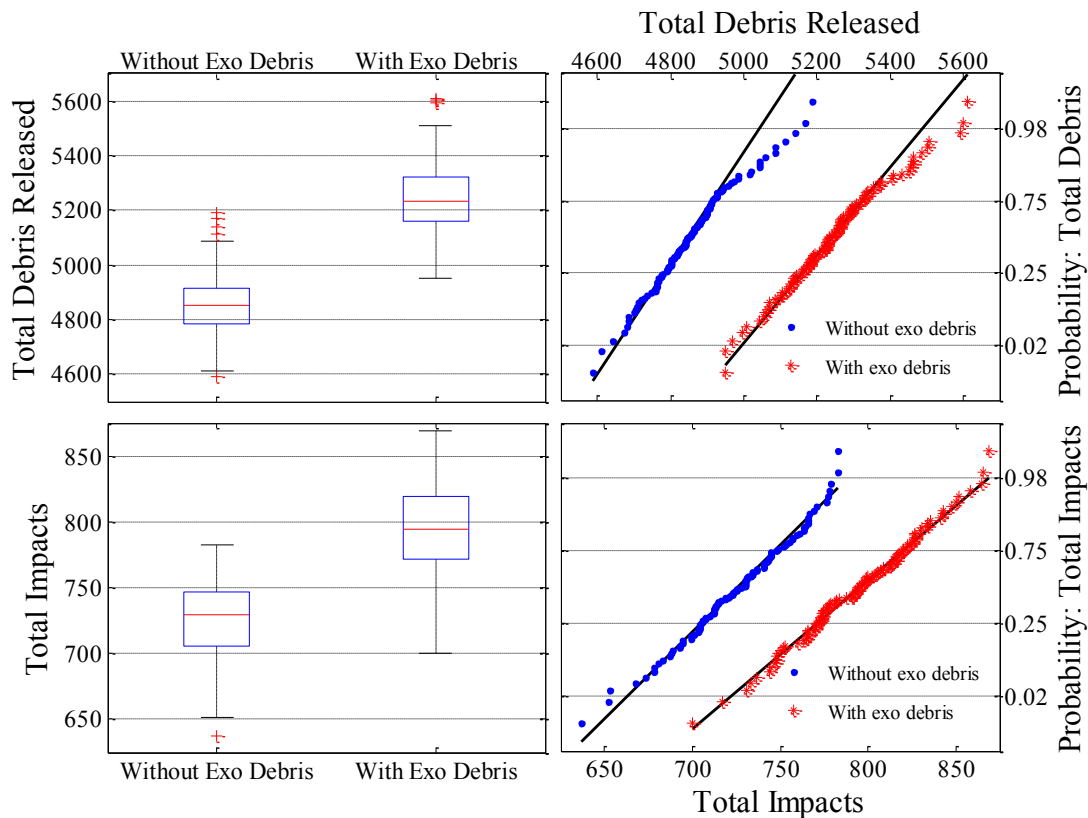 Total Debris Released
Without Exo Debris
With Exo Debris
4600
4800
5000
5200
5400
5600
Total Debris Released
5600
5400
5200
5000
4800
4600
0.98
0.75
0.25
0.02
Probability: Total Debris
Without exo debris
With exo debris
Total Impacts
850
800
750
700
650
Without Exo Debris
With Exo Debris
0.98
0.75
0.25
0.02
Probability: Total Impacts
Without exo debris
With exo debris
650
700
750
800
850
Total Impacts